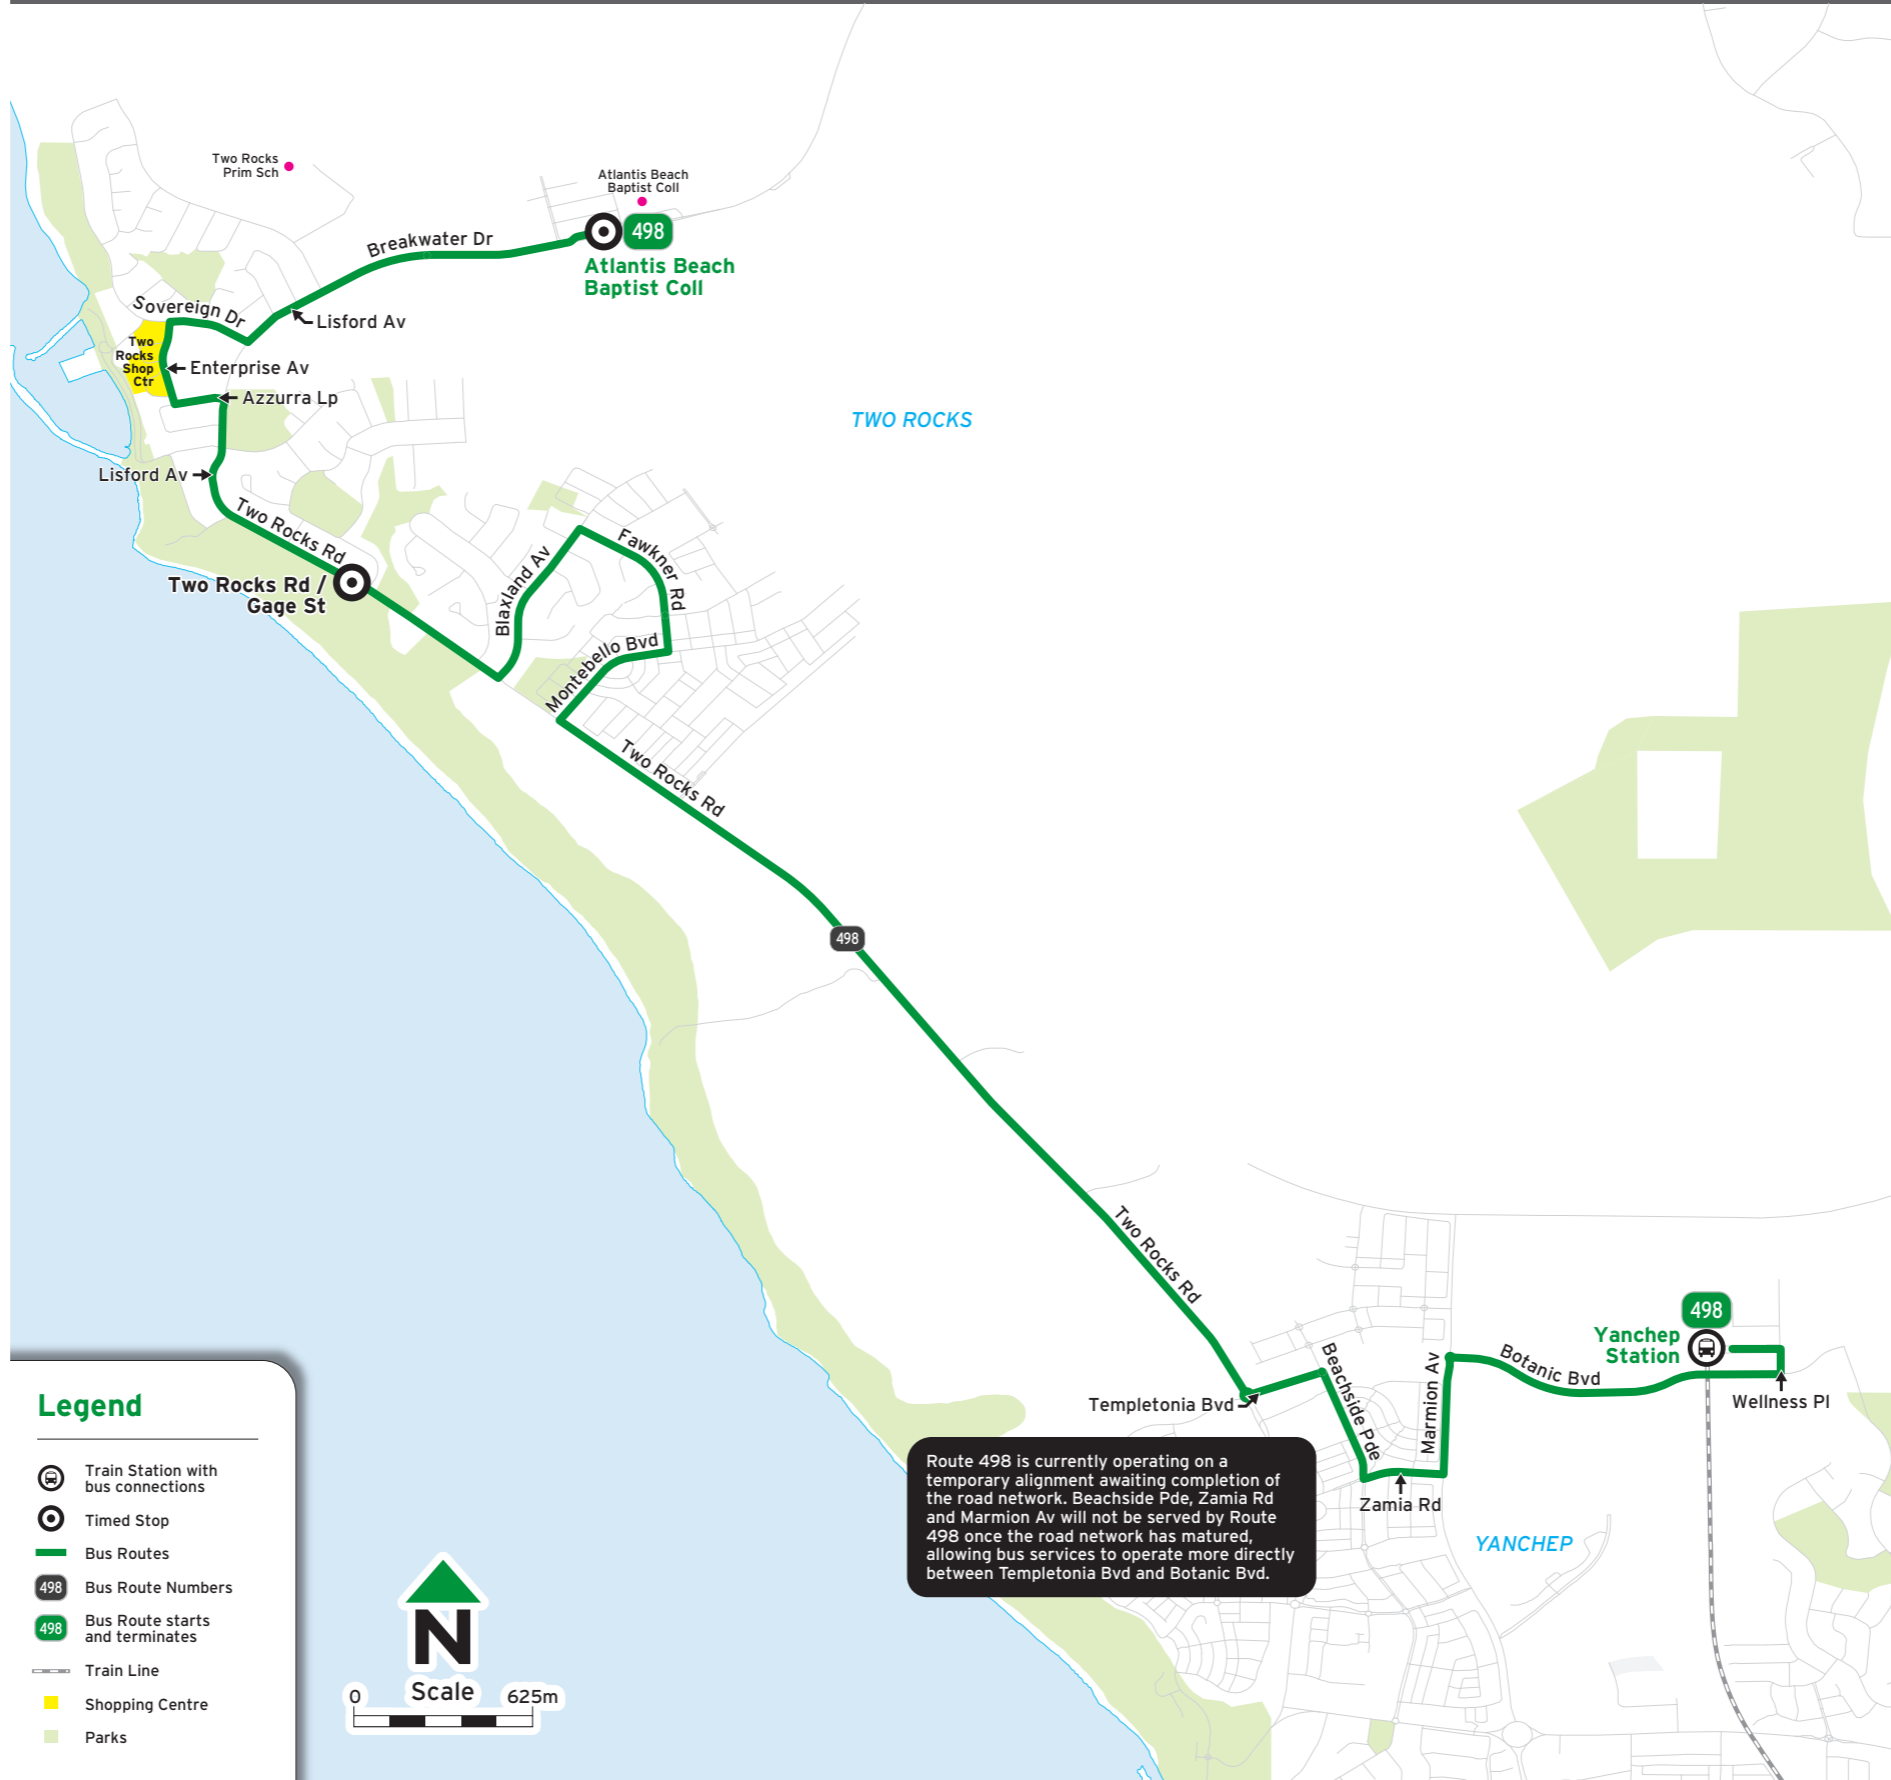 Two Rocks
Prim Sch
Atlantis Beach
Baptist Coll
498
Atlantis Beach
Baptist Coll
Breakwater Dr
Sovereign Dr
Lisford Av
Two
Rocks
Shop
Ctr
Enterprise Av
Azzurra Lp
TWO ROCKS
Lisford Av
Two Rocks Rd
Two Rocks Rd /
Gage St
Blaxland Av
Fawkner Rd
Montebello Bvd
Two Rocks Rd
498
Two Rocks Rd
498
Yanchep
Station
Botanic Bvd
Wellness Pl
Beachside Pde
Marmion Av
Templetonia Bvd
Zamia Rd
YANCHEP
Route 498 is currently operating on a
temporary alignment awaiting completion of
the road network. Beachside Pde, Zamia Rd
and Marmion Av will not be served by Route
498 once the road network has matured,
allowing bus services to operate more directly
between Templetonia Bvd and Botanic Bvd.
Legend
Train Station with
bus connections
Timed Stop
Bus Routes
498 Bus Route Numbers
498 Bus Route starts
and terminates
Train Line
Shopping Centre
Parks
N
Scale
0 625m